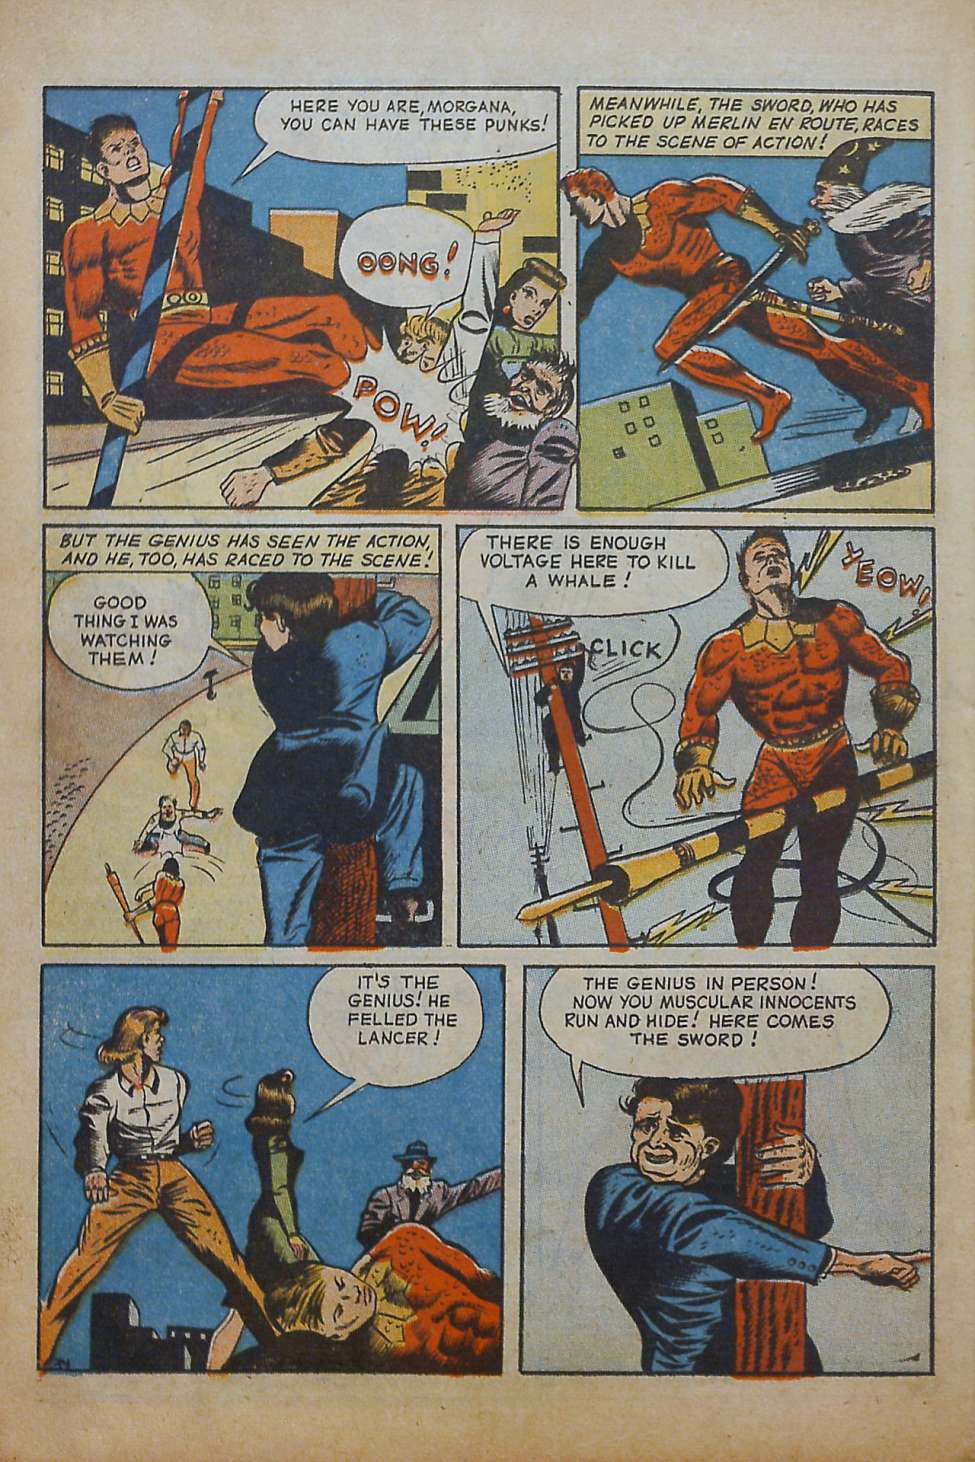 HERE YOU ARE, MORGANA,
YOU CAN HAVE THESE PUNKS!
OONG!
POW!
MEANWHILE, THE SWORD, WHO HAS
PICKED UP MERLIN EN ROUTE, RACES
TO THE SCENE OF ACTION!
BUT THE GENIUS HAS SEEN THE ACTION,
AND HE, TOO, HAS RACED TO THE SCENE!
GOOD
THING I WAS
WATCHING
THEM!
THERE IS ENOUGH
VOLTAGE HERE TO KILL
A WHALE!
CLICK
YEOW!
IT'S THE
GENIUS! HE
FELLED THE
LANCER!
THE GENIUS IN PERSON!
NOW YOU MUSCULAR INNOCENTS
RUN AND HIDE! HERE COMES
THE SWORD!